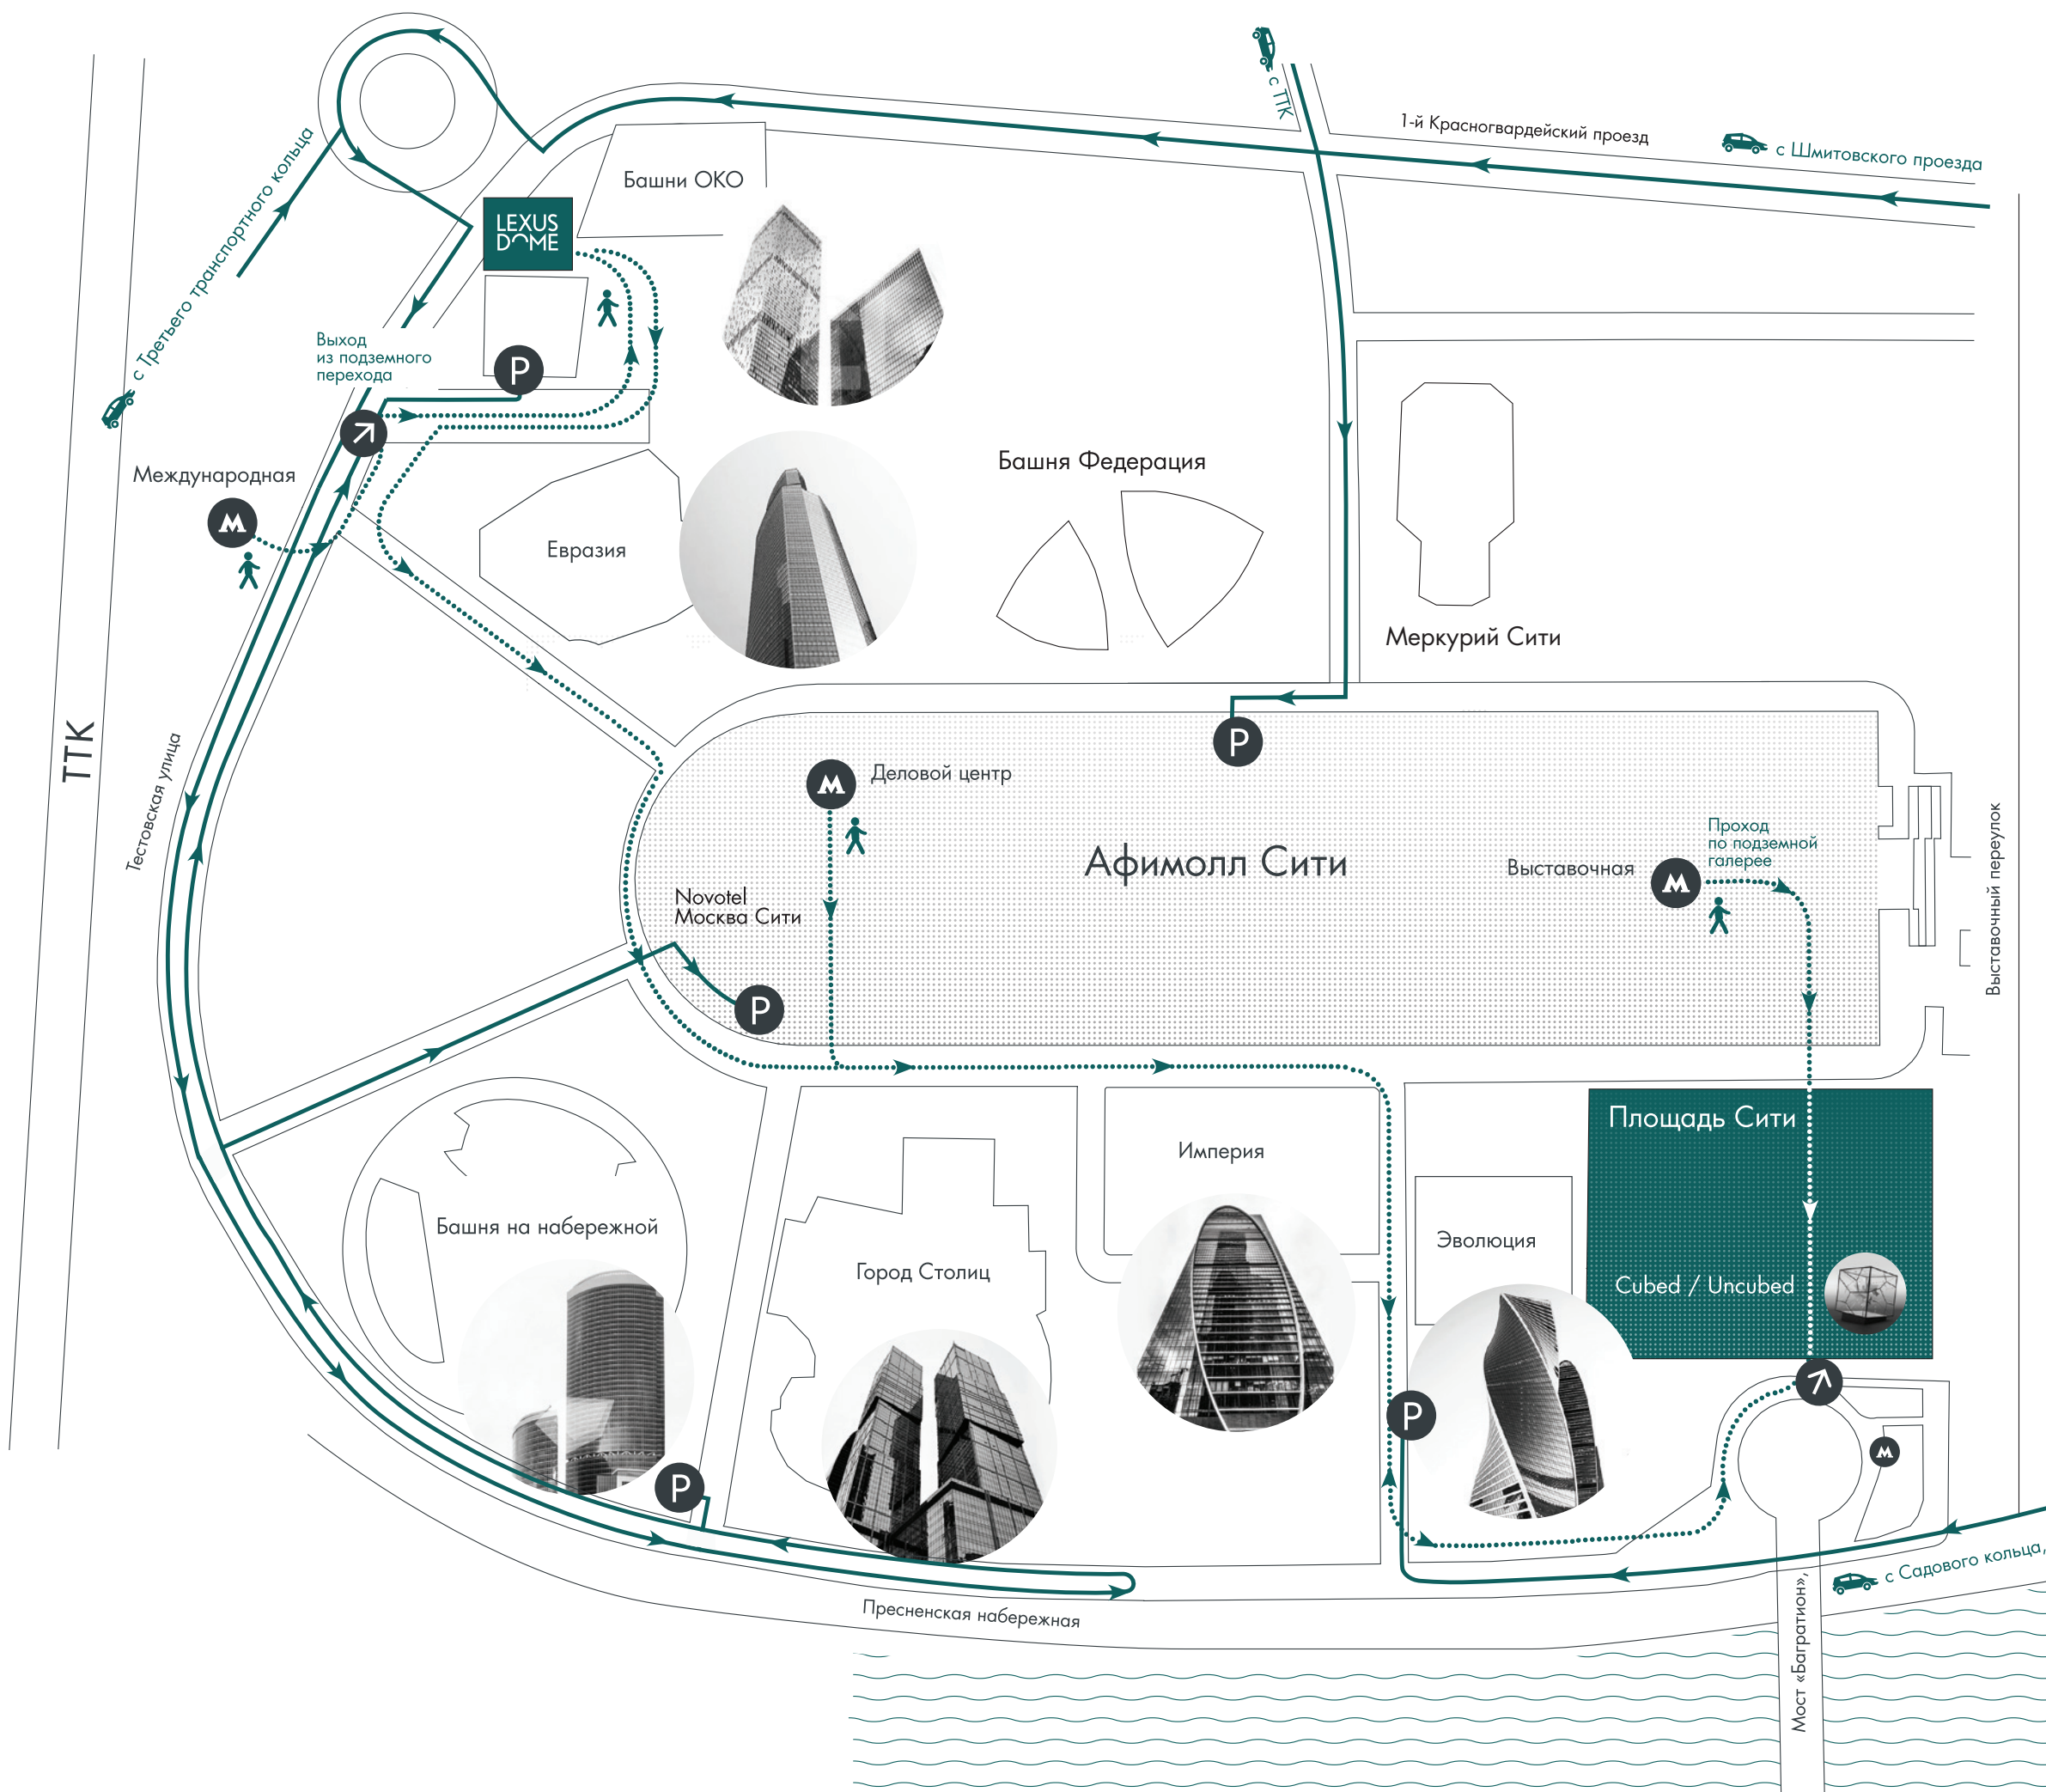 с ТТК
1-й Красногвардейский проезд
с Шмитовского проезда
с Третьего транспортного кольца
Башни ОКО
LEXUS
DOME
Выход
из подземного
перехода
P
Международная
М
Евразия
Башня Федерация
Меркурий Сити
ТТК
Тестовская улица
P
М
Деловой центр
Афимолл Сити
Проход
по подземной
галерее
Выставочная
М
Выставочный переулок
Novotel
Москва Сити
P
Площадь Сити
Империя
Башня на набережной
Эволюция
Город Столиц
Cubed / Uncubed
P
М
P
с Садового кольца,
Пресненская набережная
Мост «Багратион»,